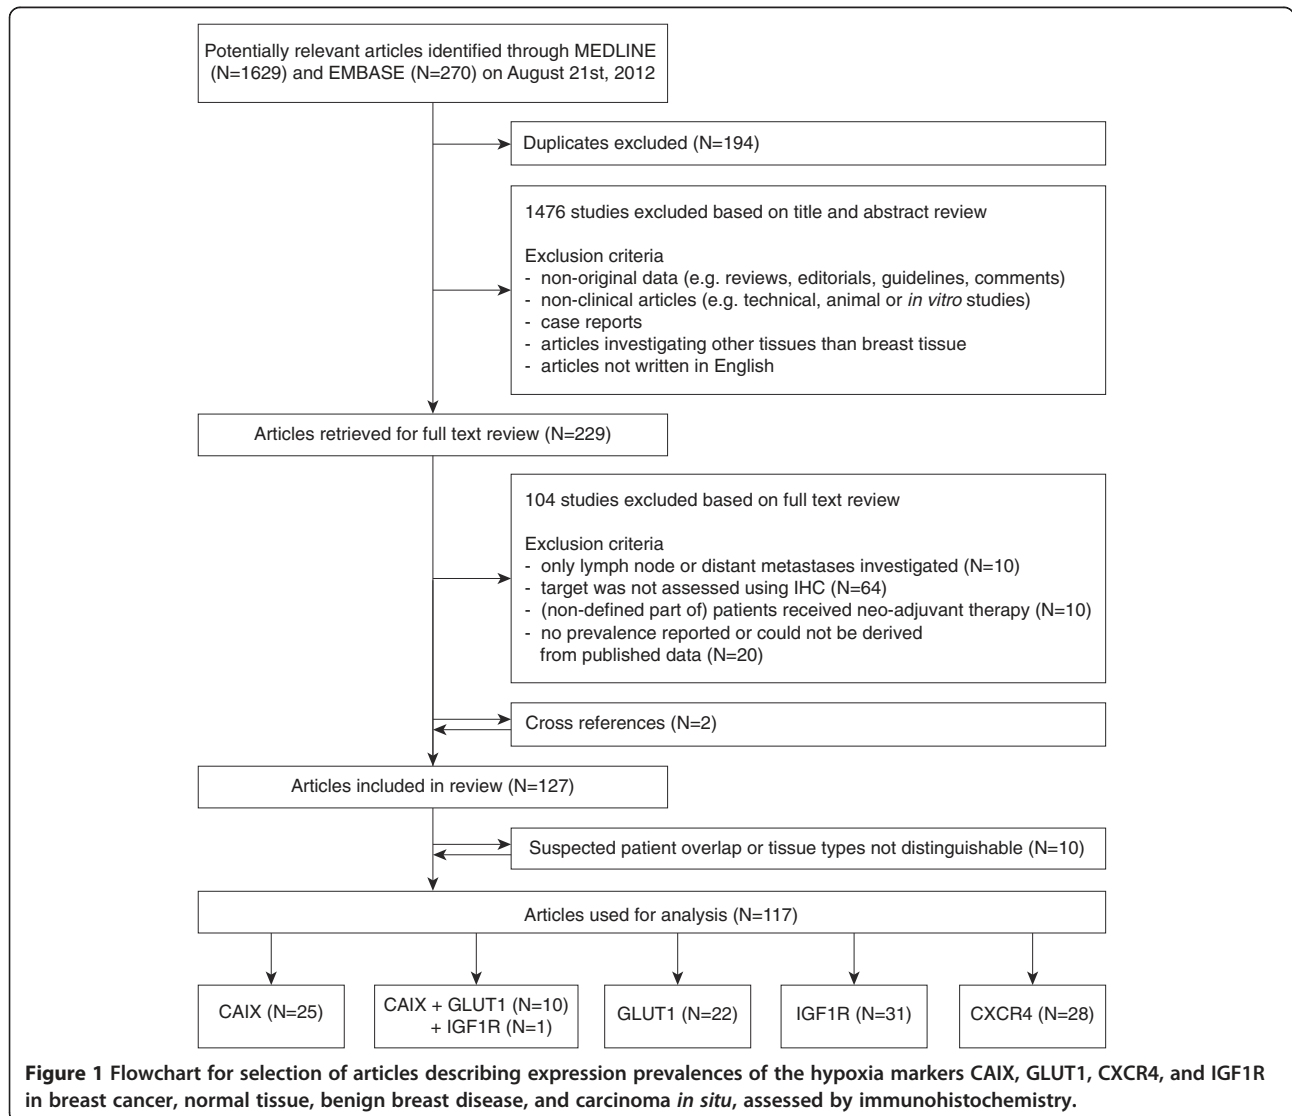 Potentially relevant articles identified through MEDLINE
(N=1629) and EMBASE (N=270) on August 21st, 2012
Duplicates excluded (N=194)
1476 studies excluded based on title and abstract review
Exclusion criteria
- non-original data (e.g. reviews, editorials, guidelines, comments)
- non-clinical articles (e.g. technical, animal or in vitro studies)
- case reports
- articles investigating other tissues than breast tissue
- articles not written in English
Articles retrieved for full text review (N=229)
104 studies excluded based on full text review
Exclusion criteria
- only lymph node or distant metastases investigated (N=10)
- target was not assessed using IHC (N=64)
- (non-defined part of) patients received neo-adjuvant therapy (N=10)
- no prevalence reported or could not be derived
from published data (N=20)
Cross references (N=2)
Articles included in review (N=127)
Suspected patient overlap or tissue types not distinguishable (N=10)
Articles used for analysis (N=117)
CAIX (N=25)
CAIX + GLUT1 (N=10)
+ IGF1R (N=1)
GLUT1 (N=22)
IGF1R (N=31)
CXCR4 (N=28)
Figure 1 Flowchart for selection of articles describing expression prevalences of the hypoxia markers CAIX, GLUT1, CXCR4, and IGF1R
in breast cancer, normal tissue, benign breast disease, and carcinoma in situ, assessed by immunohistochemistry.